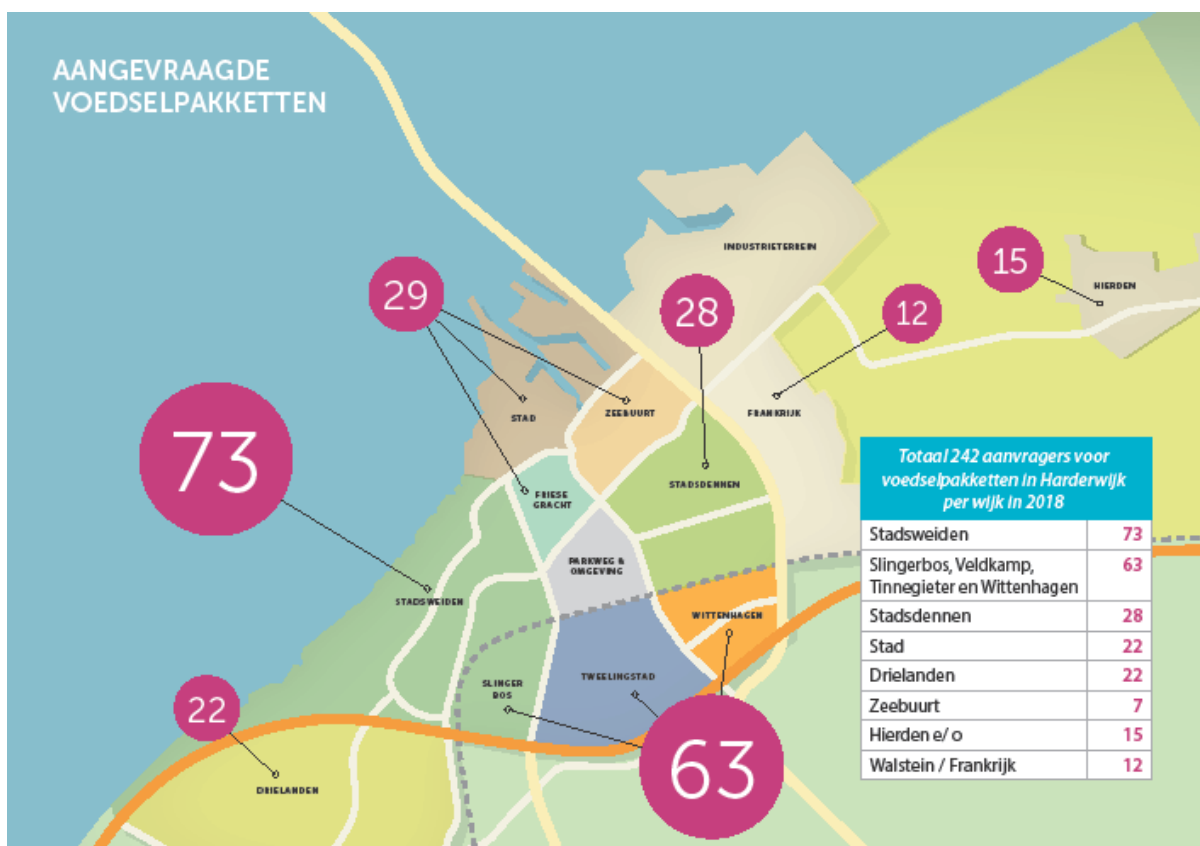 AANGEVRAAGDE
VOEDSELPAKKETTEN
INDUSTRIETERREIN
15
HIERDEN
29
28
12
STAD
ZEEBUURT
FRANKRIJK
73
STADSDENNEN
FRIESE
GRACHT
PARKWEG &
OMGEVING
STADSWEIDEN
WITTENHAGEN
SLINGER
BOS
TWEELINGSTAD
22
63
DRIELANDEN
Totaal 242 aanvragers voor
voedselpakketten in Harderwijk
per wijk in 2018
Stadsweiden 73
Slingerbos, Veldkamp, 63
Tinnegieter en Wittenhagen
Stadsdennen 28
Stad 22
Drielanden 22
Zeebuurt 7
Hierden e/ o 15
Walstein / Frankrijk 12